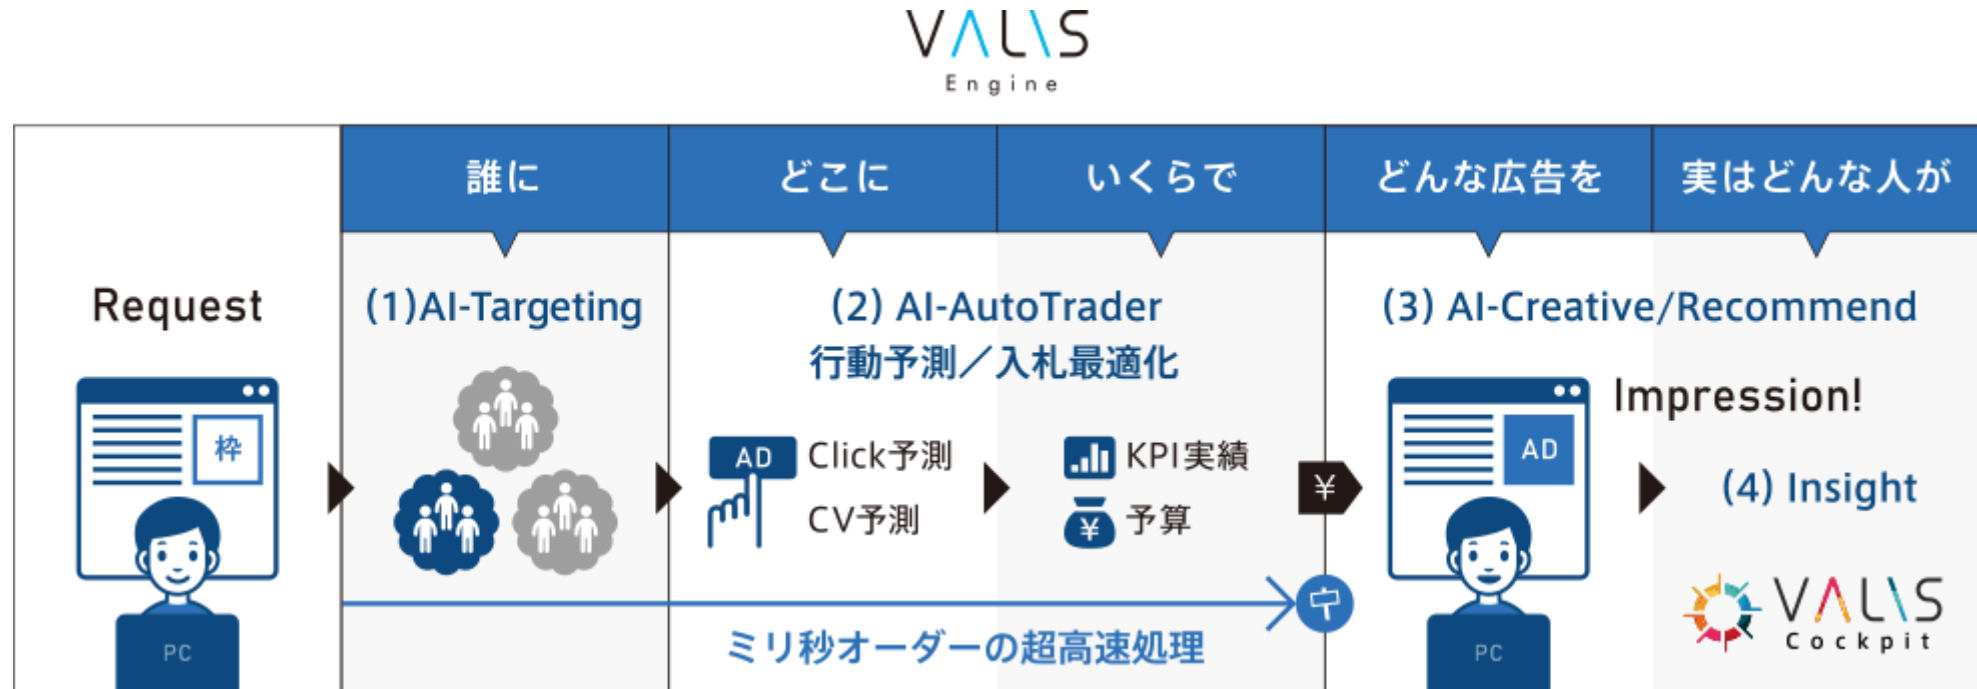 VALIS
Engine
誰に
どこに
いくらで
どんな広告を
実はどんな人が
Request
(1)AI-Targeting
(2) AI-AutoTrader
行動予測／入札最適化
(3) AI-Creative/Recommend
Impression!
枠
AD
Click予測
CV予測
KPI実績
¥
予算
¥
AD
(4) Insight
ミリ秒オーダーの超高速処理
PC
PC
VALIS
Cockpit